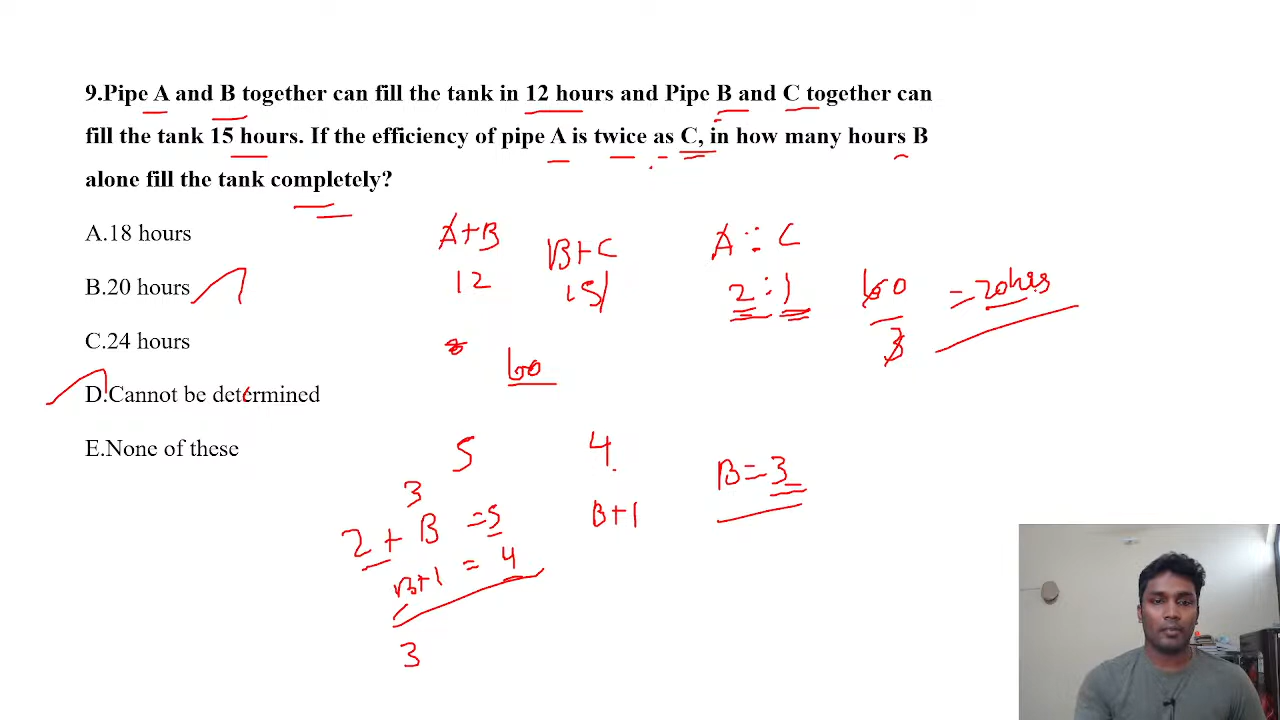 9.Pipe A and B together can fill the tank in 12 hours and Pipe B and C together can
fill the tank 15 hours. If the efficiency of pipe A is twice as C, in how many hours B
alone fill the tank completely?
A.18 hours
B.20 hours
C.24 hours
D.Cannot be determined
E.None of these
A+B
B+C
A : C
12
15
2 : 1
60
3
= 20hrs
60
5
4
3
2 + B = 5
B+1
B = 3
B+1 = 4
3